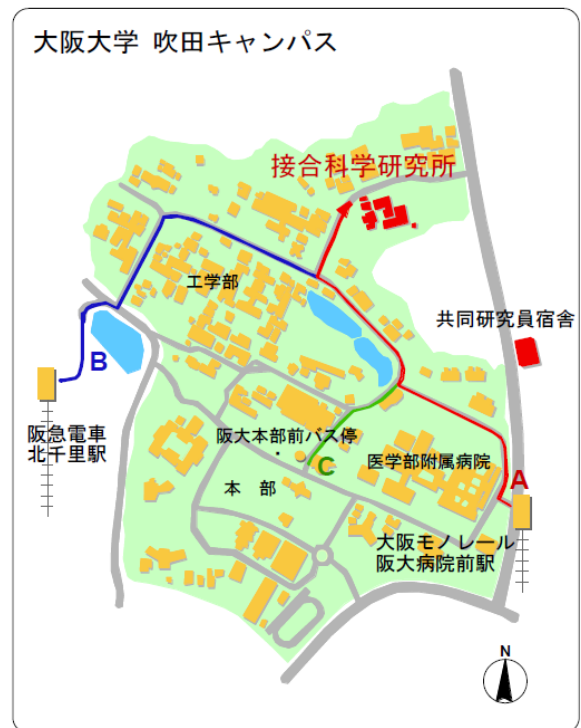 大阪大学 吹田キャンパス
接合科学研究所
工学部
共同研究員宿舎
B
阪急電車
北千里駅
阪大本部前バス停
C
医学部附属病院
A
本 部
大阪モノレール
阪大病院前駅
N